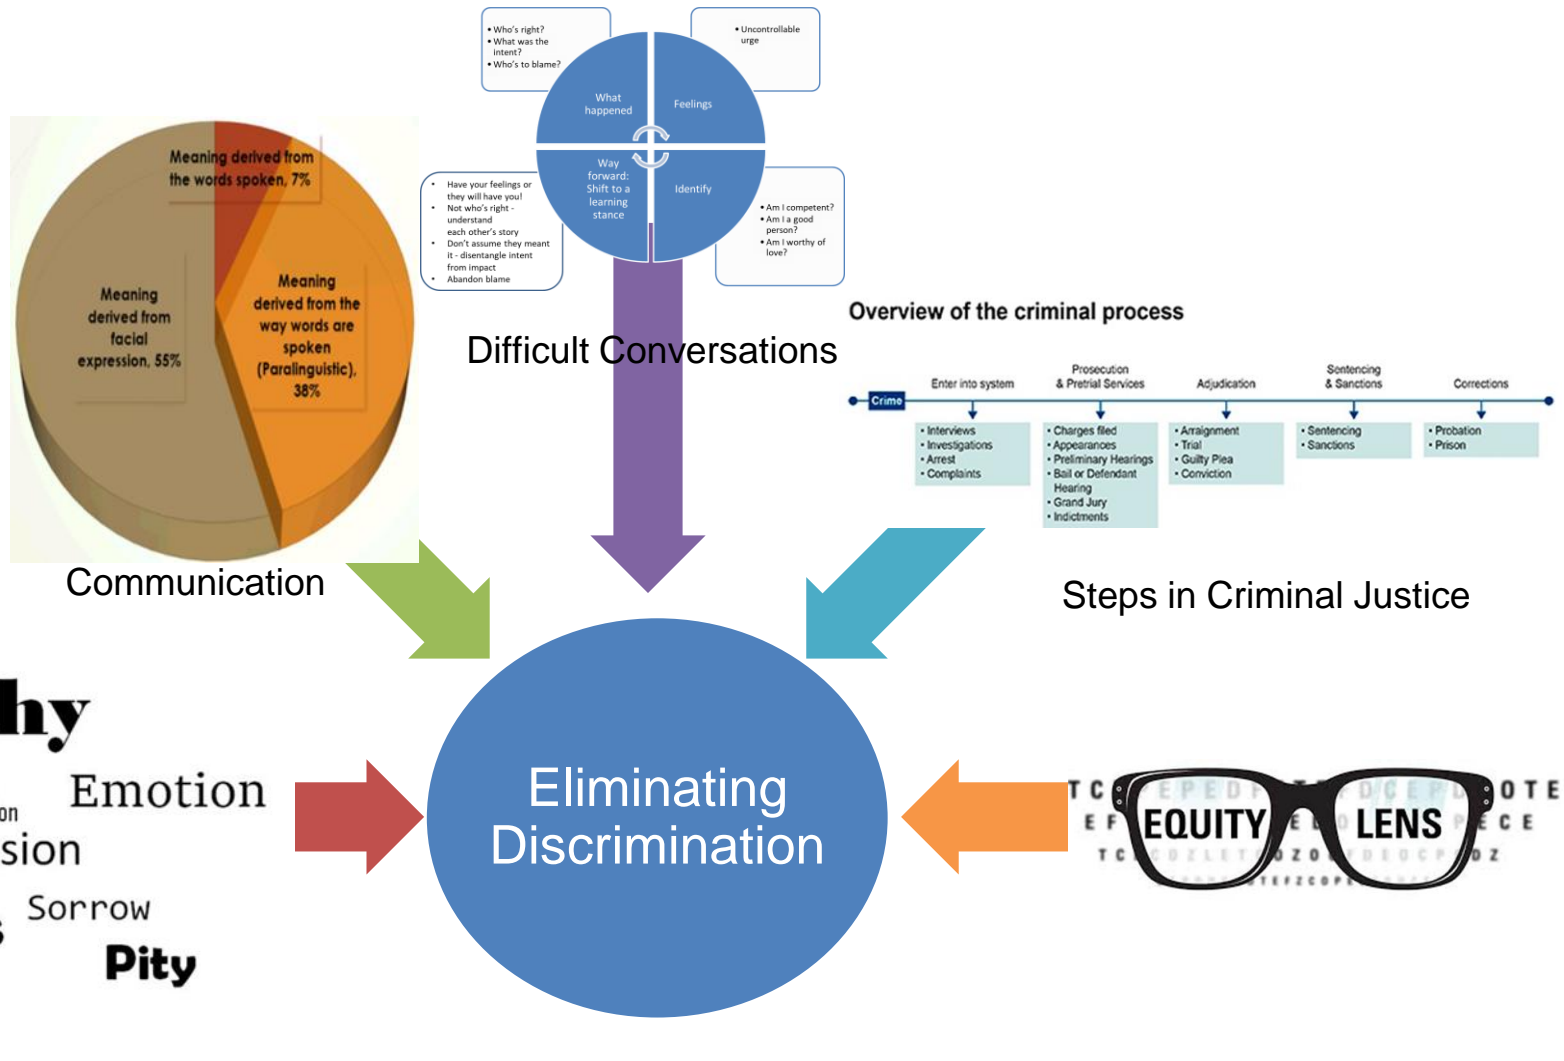 • Who's right?
• What was the
intent?
• Who's to blame?
• Uncontrollable
urge
What
happened
Feelings
Way
forward:
Shift to a
learning
stance
Identify
• Have your feelings or
they will have you!
• Not who's right -
understand
each other's story
• Don't assume they meant
it - disentangle intent
from impact
• Abandon blame
• Am I competent?
• Am I a good
person?
• Am I worthy of
love?
Difficult Conversations
Meaning derived from
the words spoken, 7%
Meaning
derived from
facial
expression, 55%
Meaning
derived from the
way words are
spoken
(Paralinguistic),
38%
Communication
Overview of the criminal process
Crime
Enter into system
• Interviews
• Investigations
• Arrest
• Complaints
Prosecution
& Pretrial Services
• Charges filed
• Appearances
• Preliminary Hearings
• Bail or Defendant
Hearing
• Grand Jury
• Indictments
Adjudication
• Arraignment
• Trial
• Guilty Plea
• Conviction
Sentencing
& Sanctions
• Sentencing
• Sanctions
Corrections
• Probation
• Prison
Steps in Criminal Justice
hy
Emotion
on
sion
Sorrow
s
Pity
Eliminating
Discrimination
EQUITY LENS